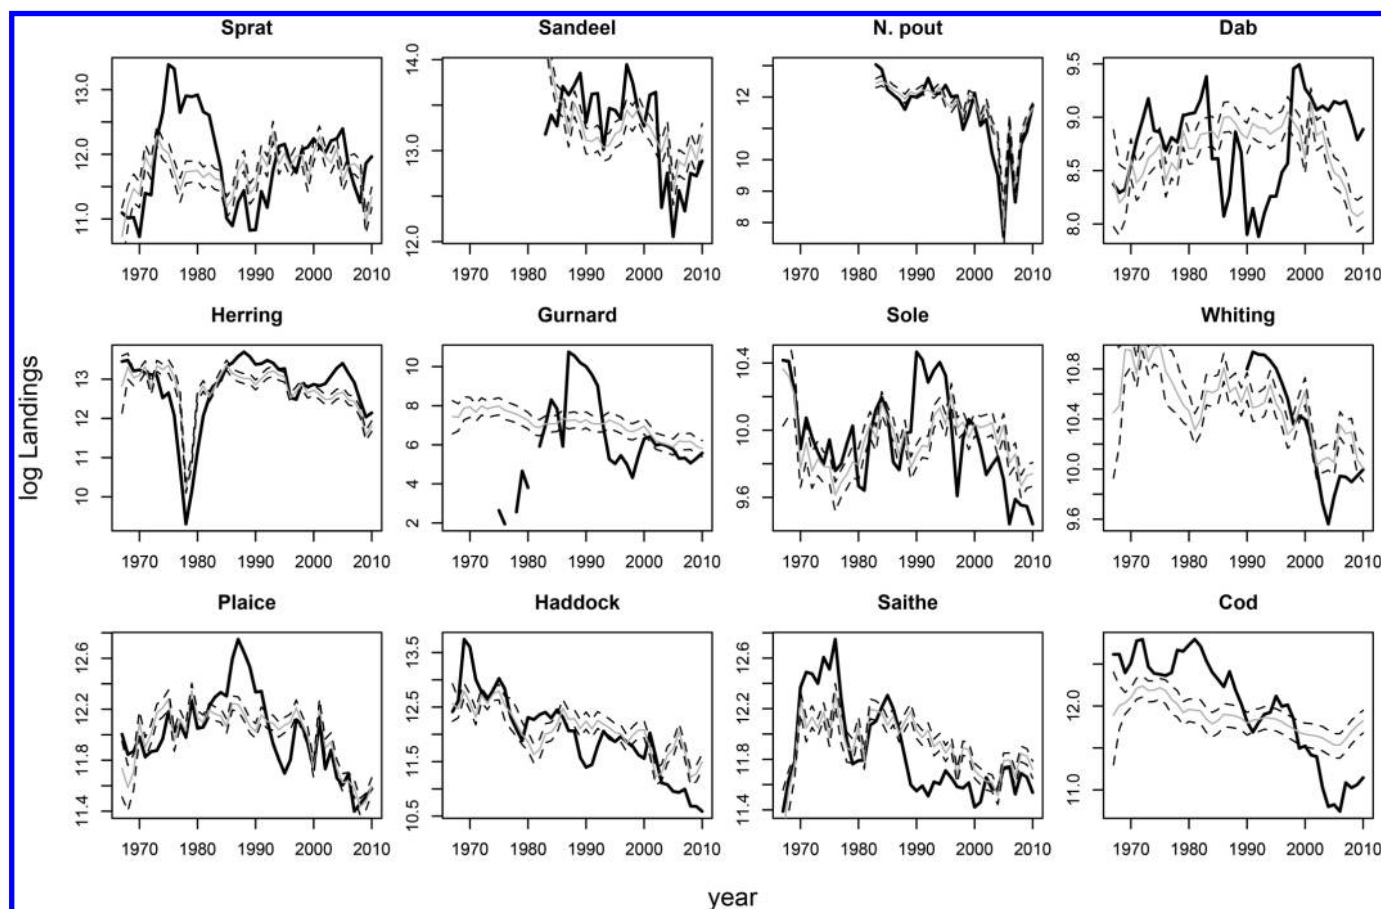 Sprat Sandeel N. pout Dab
13.0 12.0 11.0
14.0 13.0 12.0
12 11 10 9 8
9.5 9.0 8.5 8.0
1970 1980 1990 2000 2010 1970 1980 1990 2000 2010 1970 1980 1990 2000 2010 1970 1980 1990 2000 2010
Herring Gurnard Sole Whiting
13 12 11 10
10 8 6 4 2
10.4 10.0 9.6
10.8 10.4 10.0 9.6
1970 1980 1990 2000 2010 1970 1980 1990 2000 2010 1970 1980 1990 2000 2010 1970 1980 1990 2000 2010
log Landings
Plaice Haddock Saithe Cod
12.6 12.2 11.8 11.4
13.5 12.5 11.5 10.5
12.6 12.2 11.8 11.4
12.0 11.0
1970 1980 1990 2000 2010 1970 1980 1990 2000 2010 1970 1980 1990 2000 2010 1970 1980 1990 2000 2010
year